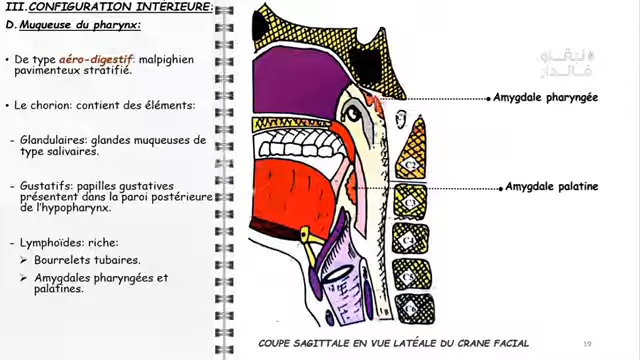 III. CONFIGURATION INTÉRIEURE:
D. Muqueuse du pharynx:
• De type aéro-digestif: malpighien
pavimenteux stratifié.
• Le chorion: contient des éléments:
- Glandulaires: glandes muqueuses de
type salivaires.
- Gustatifs: papilles gustatives
présentent dans la paroi postérieure
de l'hypopharynx.
- Lymphoïdes: riche:
➢ Bourrelets tubaires.
➢ Amygdales pharyngées et
palatines.
نبقاو
فالدار
Amygdale pharyngée
C2
Amygdale palatine
C3
C4
C5
C6
COUPE SAGITTALE EN VUE LATÉALE DU CRANE FACIAL
19